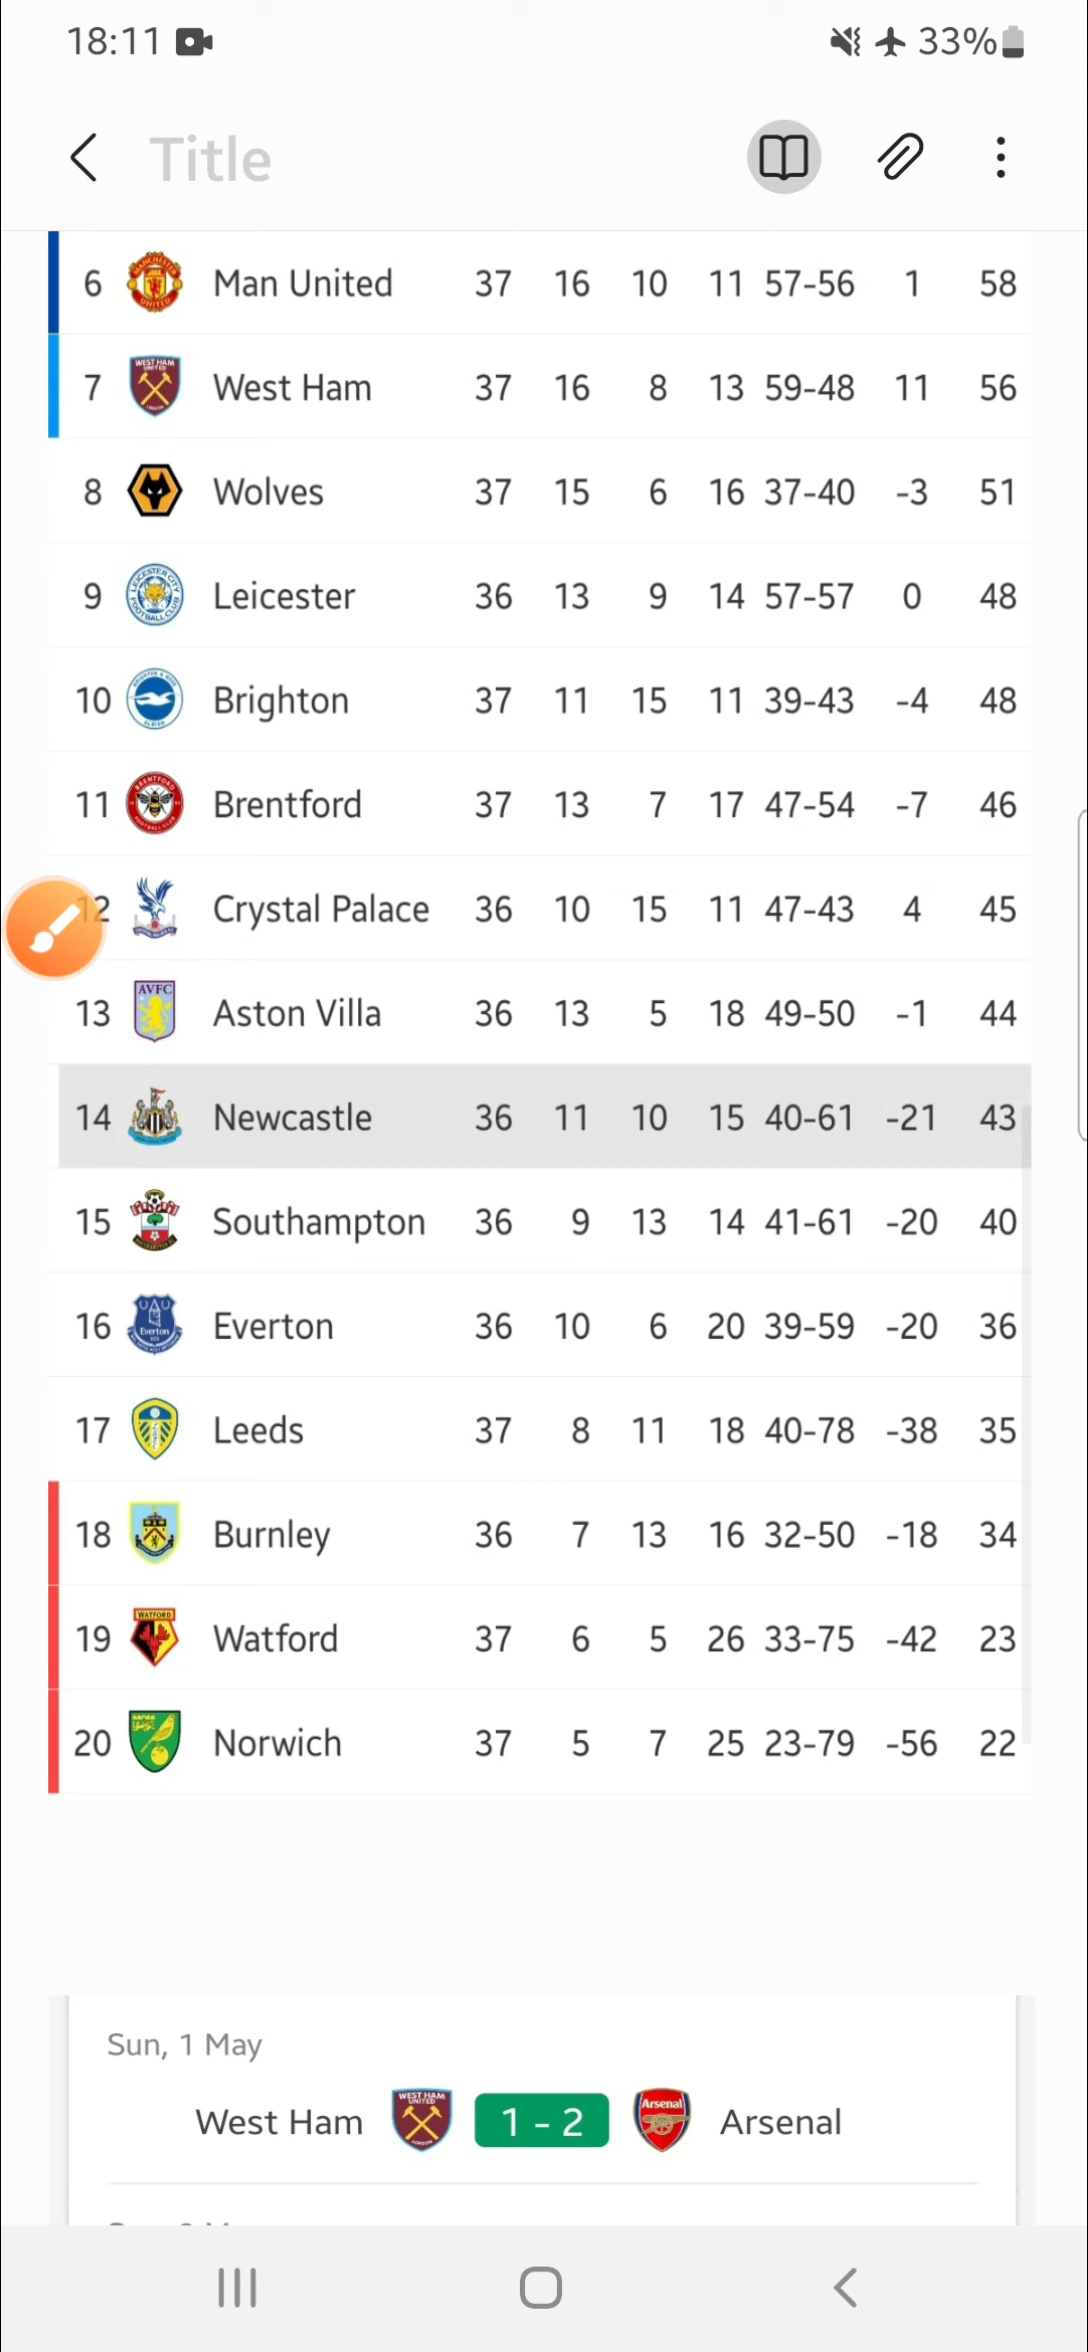 18:11 33%
Title
6 Man United 37 16 10 11 57-56 1 58
7 West Ham 37 16 8 13 59-48 11 56
8 Wolves 37 15 6 16 37-40 -3 51
9 Leicester 36 13 9 14 57-57 0 48
10 Brighton 37 11 15 11 39-43 -4 48
11 Brentford 37 13 7 17 47-54 -7 46
12 Crystal Palace 36 10 15 11 47-43 4 45
13 Aston Villa 36 13 5 18 49-50 -1 44
14 Newcastle 36 11 10 15 40-61 -21 43
15 Southampton 36 9 13 14 41-61 -20 40
16 Everton 36 10 6 20 39-59 -20 36
17 Leeds 37 8 11 18 40-78 -38 35
18 Burnley 36 7 13 16 32-50 -18 34
19 Watford 37 6 5 26 33-75 -42 23
20 Norwich 37 5 7 25 23-79 -56 22
Sun, 1 May
West Ham 1 - 2 Arsenal